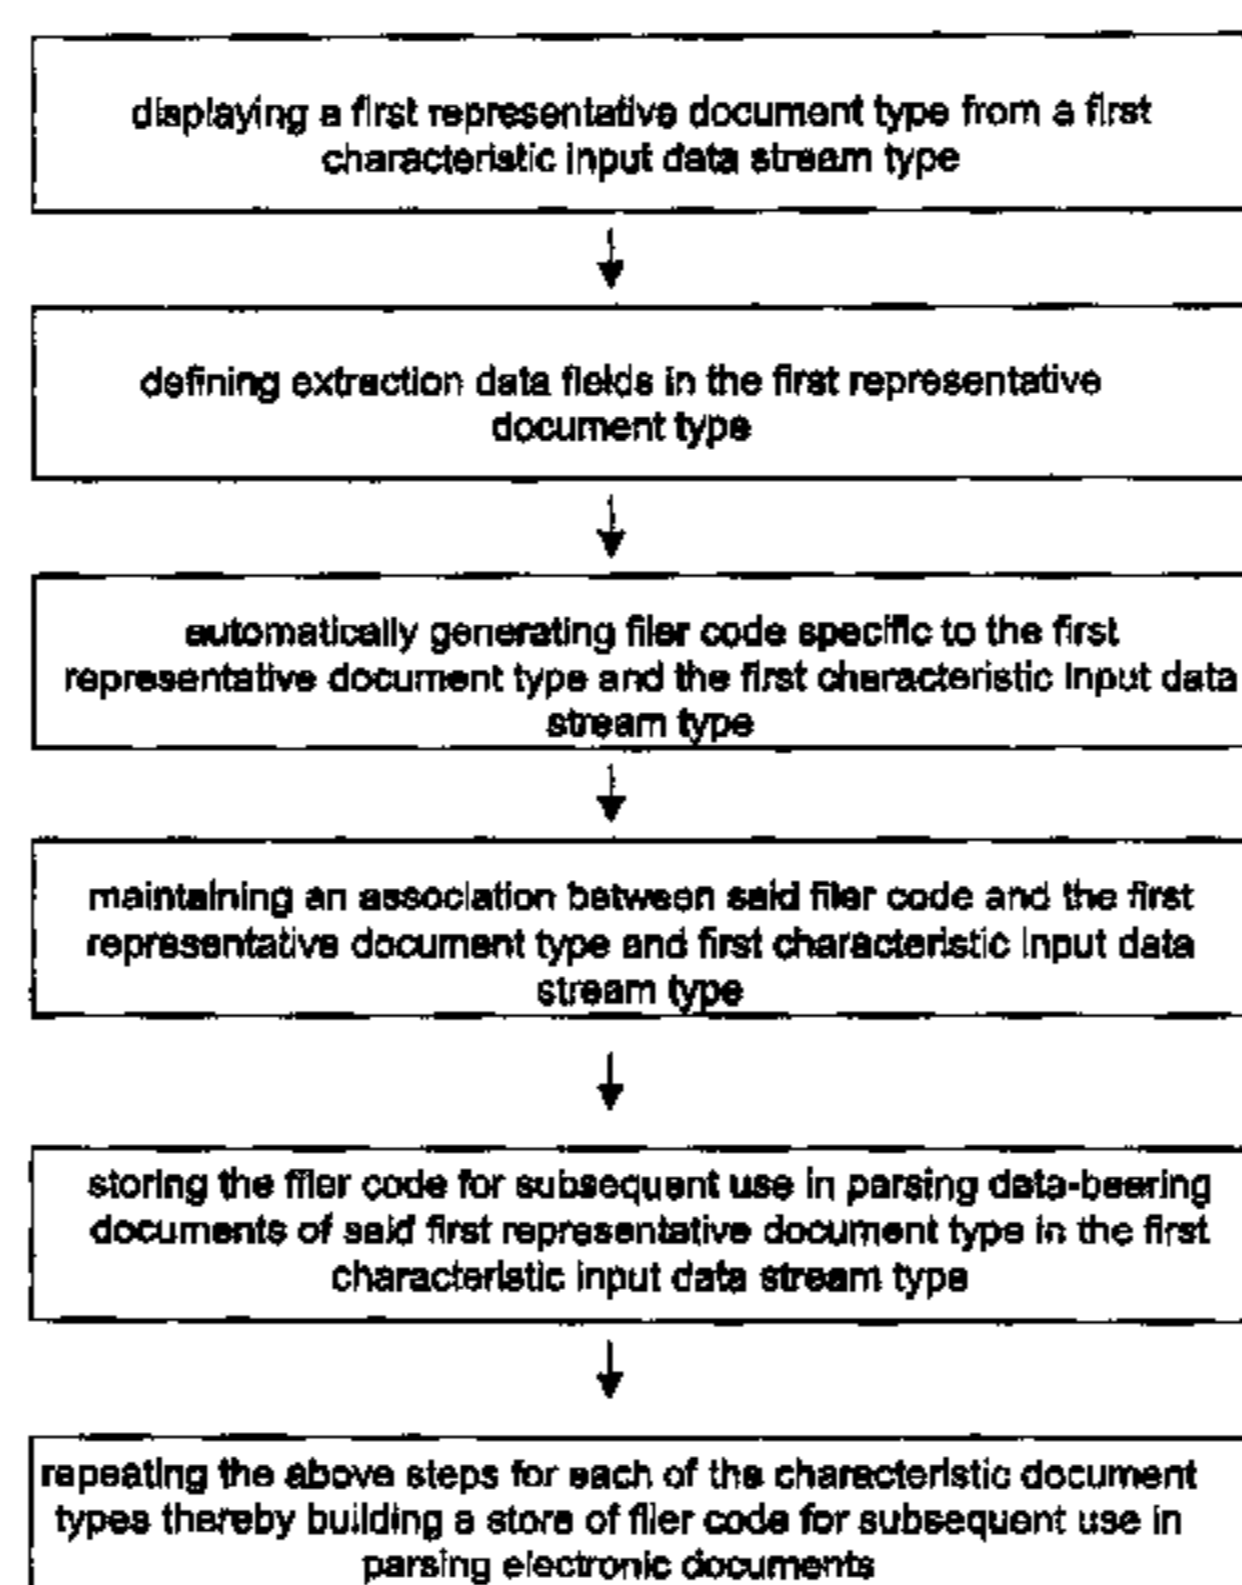 displaying a first representative document type from a first
characteristic input data stream type
defining extraction data fields in the first representative
document type
automatically generating filer code specific to the first
representative document type and the first characteristic input data
stream type
maintaining an association between said filer code and the first
representative document type and first characteristic input data
stream type
storing the filer code for subsequent use in parsing data-bearing
documents of said first representative document type in the first
characteristic input data stream type
repeating the above steps for each of the characteristic document
types thereby building a store of filer code for subsequent use in
parsing electronic documents